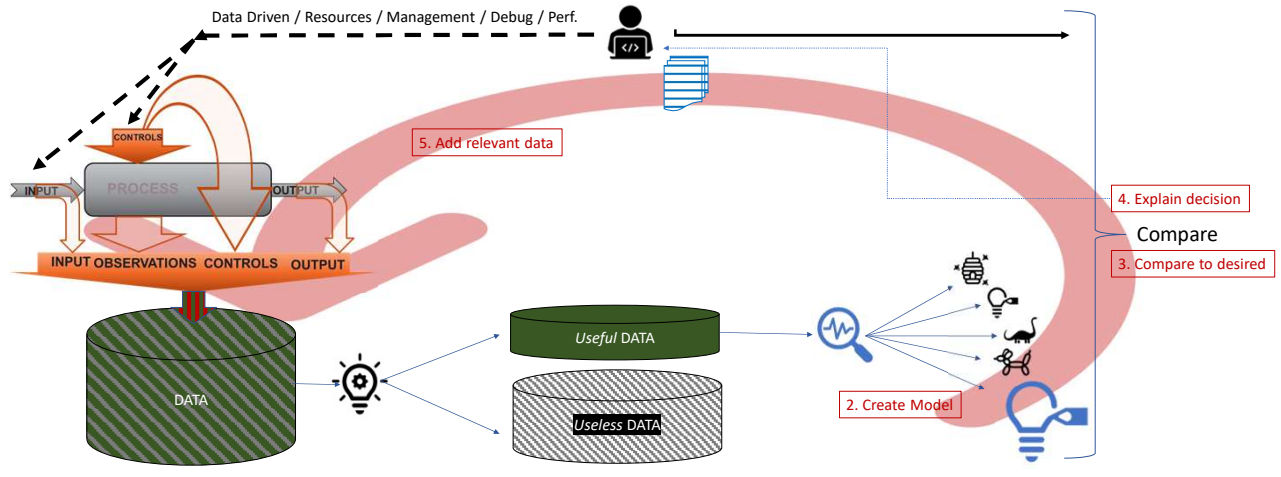 Data Driven / Resources / Management / Debug / Perf.
</>
CONTROLS
5. Add relevant data
INPUT
PROCESS
OUTPUT
4. Explain decision
Compare
INPUT OBSERVATIONS CONTROLS OUTPUT
3. Compare to desired
Useful DATA
DATA
2. Create Model
Useless DATA